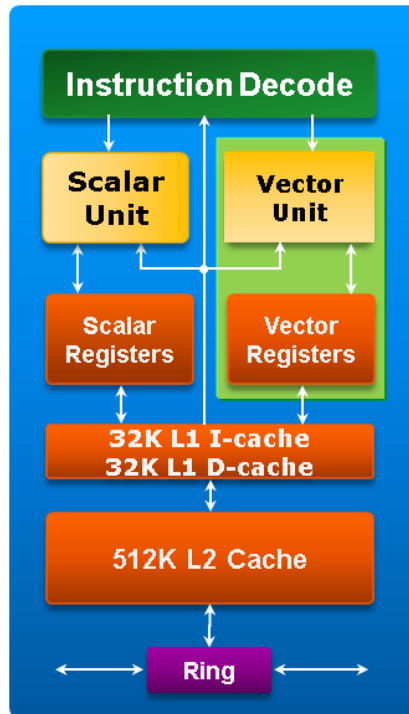 Instruction Decode
Scalar
Unit
Vector
Unit
Scalar
Registers
Vector
Registers
32K L1 I-cache
32K L1 D-cache
512K L2 Cache
Ring